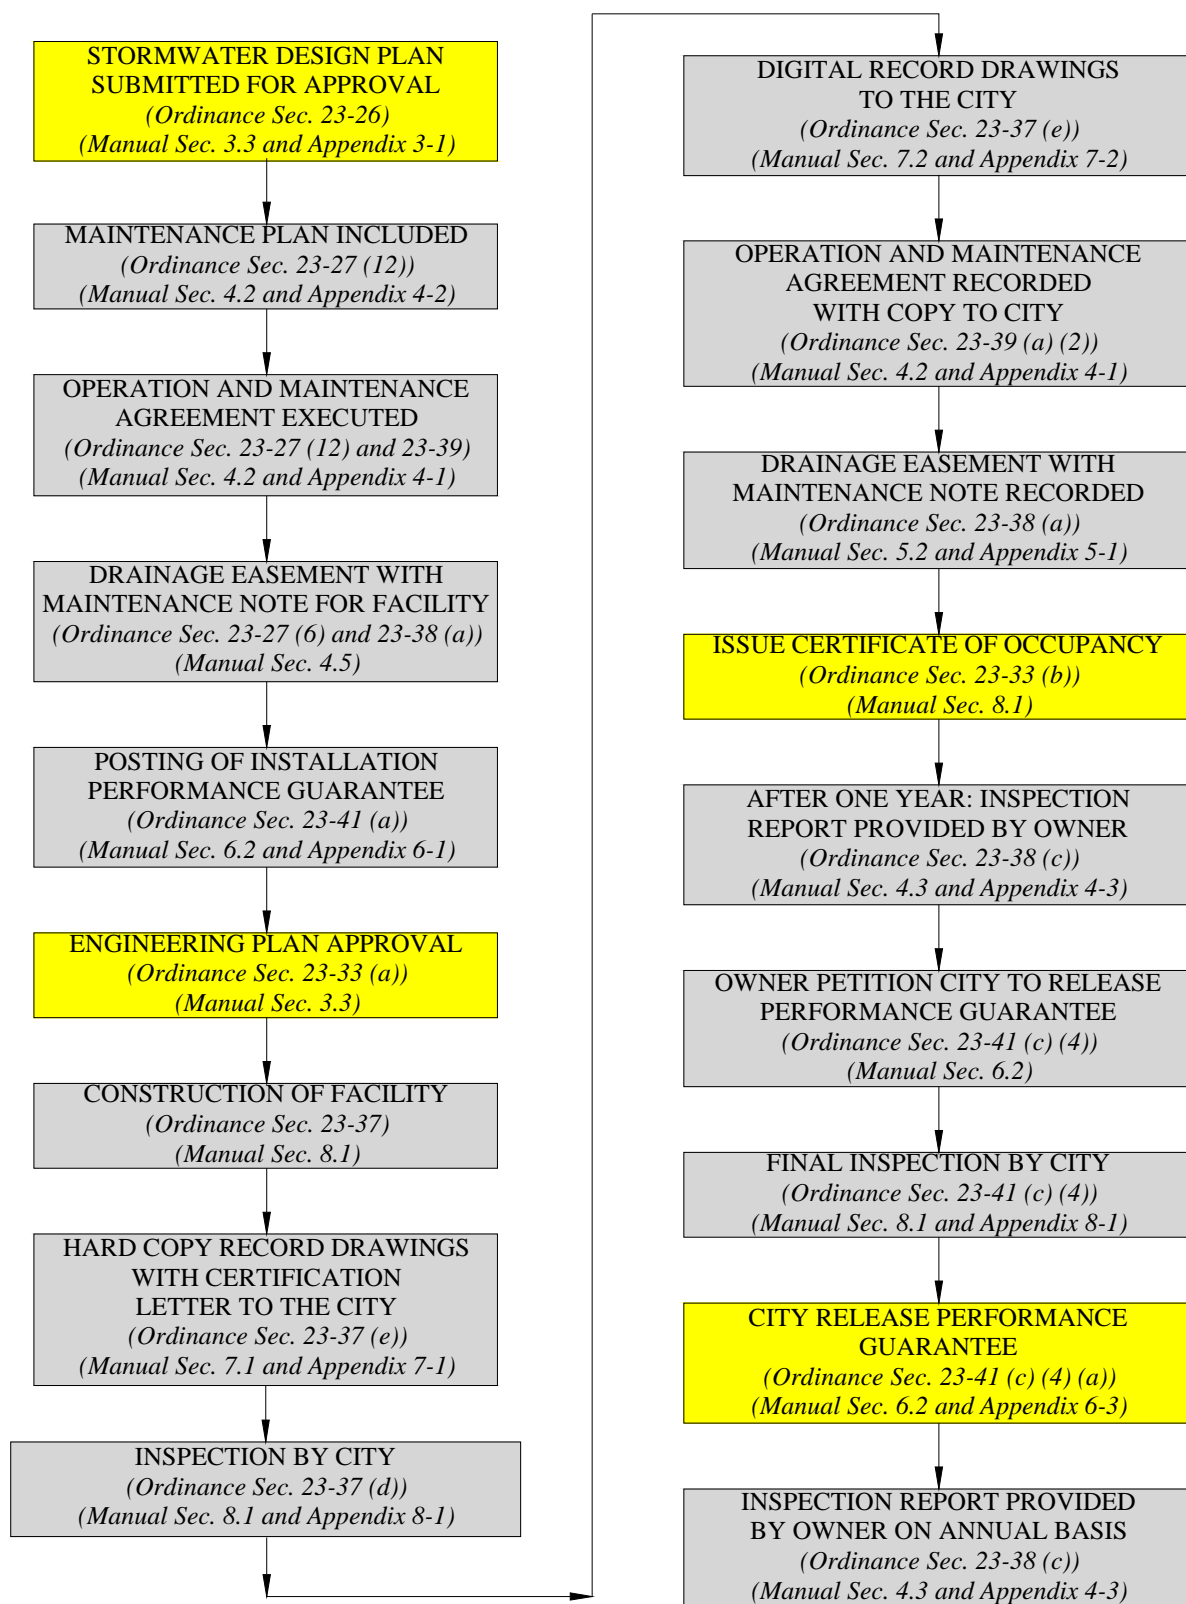 STORMWATER DESIGN PLAN
SUBMITTED FOR APPROVAL
(Ordinance Sec. 23-26)
(Manual Sec. 3.3 and Appendix 3-1)
MAINTENANCE PLAN INCLUDED
(Ordinance Sec. 23-27 (12))
(Manual Sec. 4.2 and Appendix 4-2)
OPERATION AND MAINTENANCE
AGREEMENT EXECUTED
(Ordinance Sec. 23-27 (12) and 23-39)
(Manual Sec. 4.2 and Appendix 4-1)
DRAINAGE EASEMENT WITH
MAINTENANCE NOTE FOR FACILITY
(Ordinance Sec. 23-27 (6) and 23-38 (a))
(Manual Sec. 4.5)
POSTING OF INSTALLATION
PERFORMANCE GUARANTEE
(Ordinance Sec. 23-41 (a))
(Manual Sec. 6.2 and Appendix 6-1)
ENGINEERING PLAN APPROVAL
(Ordinance Sec. 23-33 (a))
(Manual Sec. 3.3)
CONSTRUCTION OF FACILITY
(Ordinance Sec. 23-37)
(Manual Sec. 8.1)
HARD COPY RECORD DRAWINGS
WITH CERTIFICATION
LETTER TO THE CITY
(Ordinance Sec. 23-37 (e))
(Manual Sec. 7.1 and Appendix 7-1)
INSPECTION BY CITY
(Ordinance Sec. 23-37 (d))
(Manual Sec. 8.1 and Appendix 8-1)
DIGITAL RECORD DRAWINGS
TO THE CITY
(Ordinance Sec. 23-37 (e))
(Manual Sec. 7.2 and Appendix 7-2)
OPERATION AND MAINTENANCE
AGREEMENT RECORDED
WITH COPY TO CITY
(Ordinance Sec. 23-39 (a) (2))
(Manual Sec. 4.2 and Appendix 4-1)
DRAINAGE EASEMENT WITH
MAINTENANCE NOTE RECORDED
(Ordinance Sec. 23-38 (a))
(Manual Sec. 5.2 and Appendix 5-1)
ISSUE CERTIFICATE OF OCCUPANCY
(Ordinance Sec. 23-33 (b))
(Manual Sec. 8.1)
AFTER ONE YEAR: INSPECTION
REPORT PROVIDED BY OWNER
(Ordinance Sec. 23-38 (c))
(Manual Sec. 4.3 and Appendix 4-3)
OWNER PETITION CITY TO RELEASE
PERFORMANCE GUARANTEE
(Ordinance Sec. 23-41 (c) (4))
(Manual Sec. 6.2)
FINAL INSPECTION BY CITY
(Ordinance Sec. 23-41 (c) (4))
(Manual Sec. 8.1 and Appendix 8-1)
CITY RELEASE PERFORMANCE
GUARANTEE
(Ordinance Sec. 23-41 (c) (4) (a))
(Manual Sec. 6.2 and Appendix 6-3)
INSPECTION REPORT PROVIDED
BY OWNER ON ANNUAL BASIS
(Ordinance Sec. 23-38 (c))
(Manual Sec. 4.3 and Appendix 4-3)